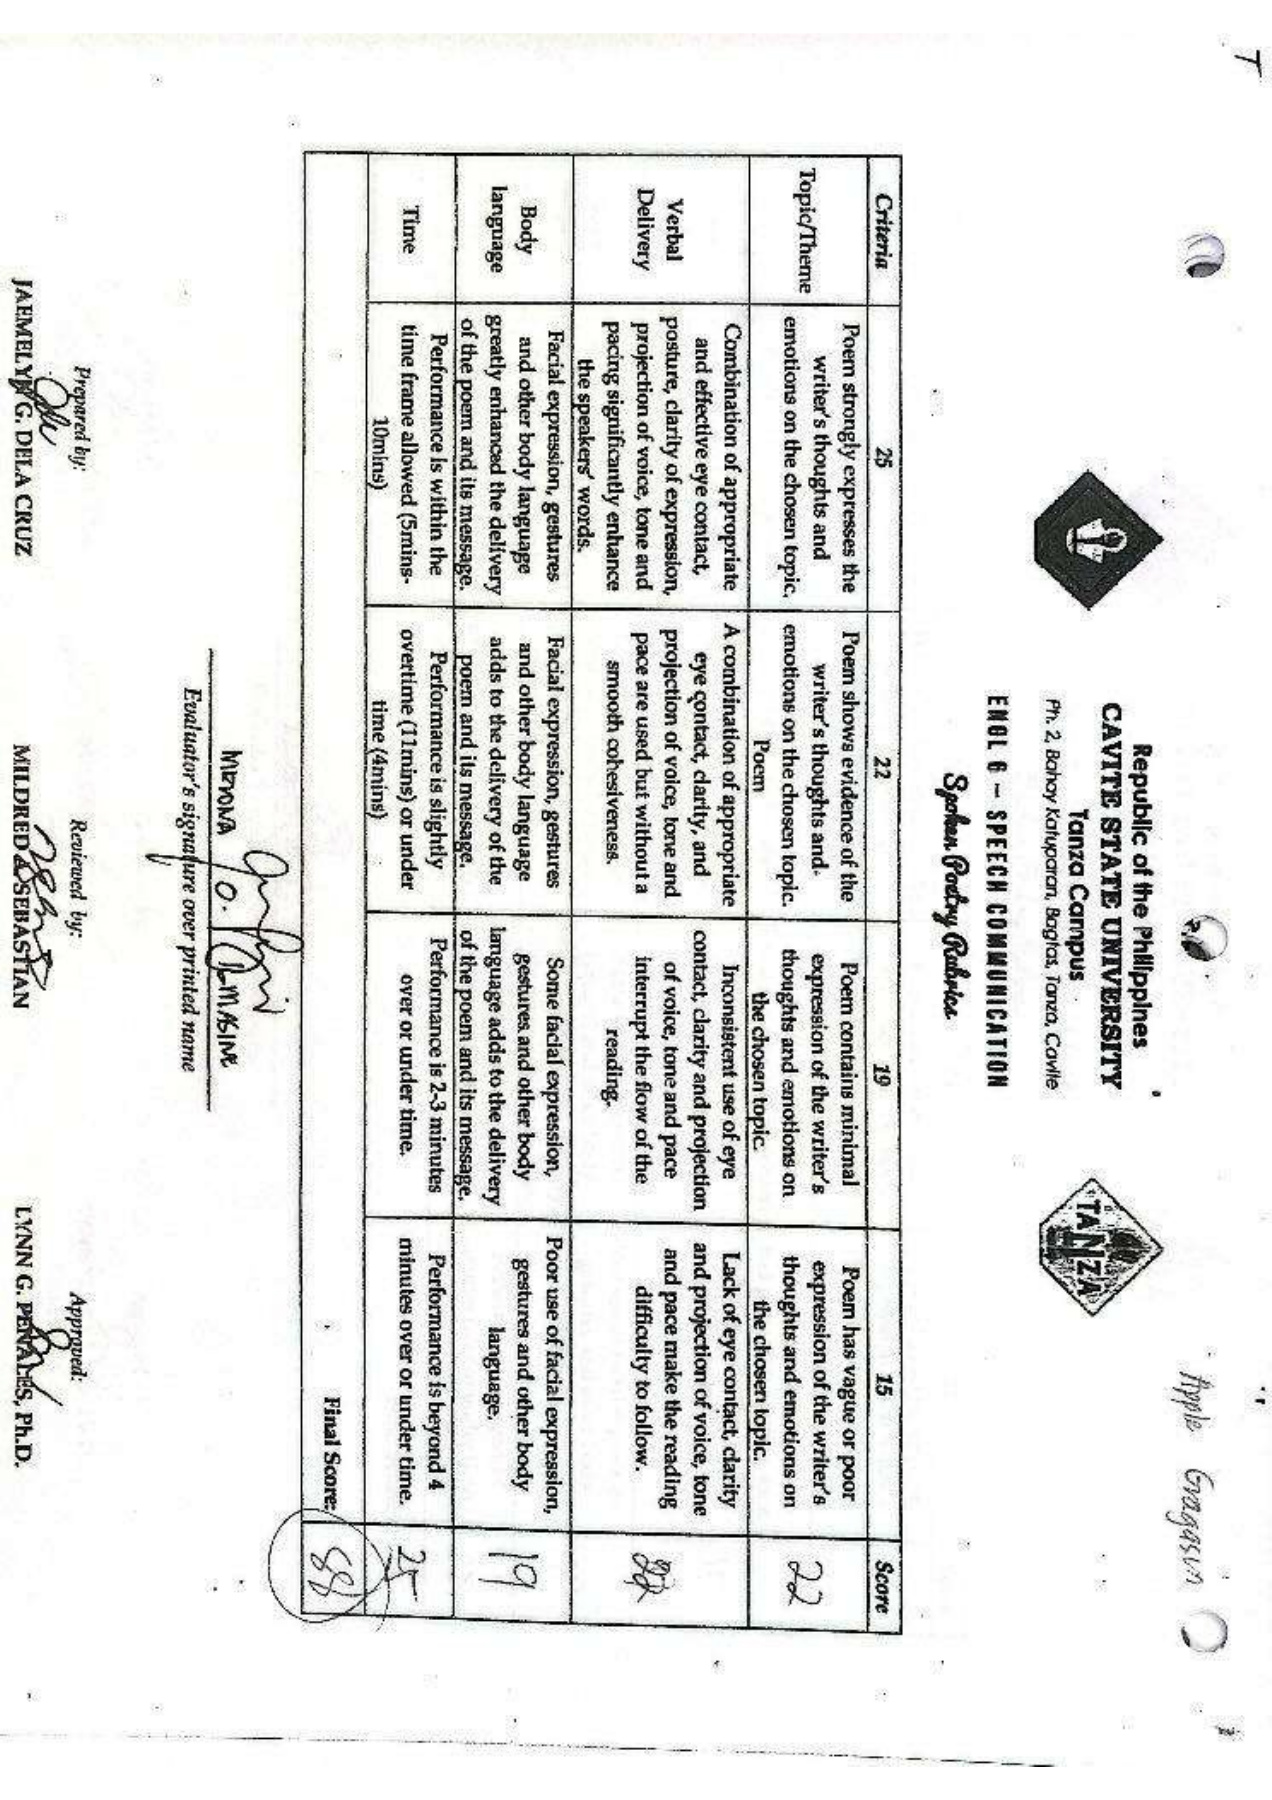 T
Apple Gragasin
Republic of the Philippines
CAVITE STATE UNIVERSITY
Tanza Campus
Ph. 2, Bahay Katuparan, Bagtas, Tanza, Cavite
TANZA
ENGL 6 – SPEECH COMMUNICATION
Spoken Poetry Rubrics
Criteria 25 22 19 15 Score
Topic/Theme
Poem strongly expresses the
writer's thoughts and
emotions on the chosen topic.
Poem shows evidence of the
writer's thoughts and
emotions on the chosen topic.
Poem
Poem contains minimal
expression of the writer's
thoughts and emotions on
the chosen topic.
Poem has vague or poor
expression of the writer's
thoughts and emotions on
the chosen topic.
22
Verbal
Delivery
Combination of appropriate
and effective eye contact,
posture, clarity of expression,
projection of voice, tone and
pacing significantly enhance
the speakers' words.
A combination of appropriate
eye contact, clarity, and
projection of voice, tone and
pace are used but without a
smooth cohesiveness.
Inconsistent use of eye
contact, clarity and projection
of voice, tone and pace
interrupt the flow of the
reading.
Lack of eye contact, clarity
and projection of voice, tone
and pace make the reading
difficulty to follow.
22
Body
language
Facial expression, gestures
and other body language
greatly enhanced the delivery
of the poem and its message.
Facial expression, gestures
and other body language
adds to the delivery of the
poem and its message.
Some facial expression,
gestures and other body
language adds to the delivery
of the poem and its message.
Poor use of facial expression,
gestures and other body
language.
19
Time
Performance is within the
time frame allowed (5mins-
10mins)
Performance is slightly
overtime (11mins) or under
time (4mins)
Performance is 2-3 minutes
over or under time.
Performance is beyond 4
minutes over or under time.
25
Final Score: 88
O. ALMASINE
Evaluator's signature over printed name
Prepared by:
JAEMELYN G. DELA CRUZ
Reviewed by:
MILDRED A. SEBASTIAN
Approved:
LYNN G. PENALES, Ph.D.